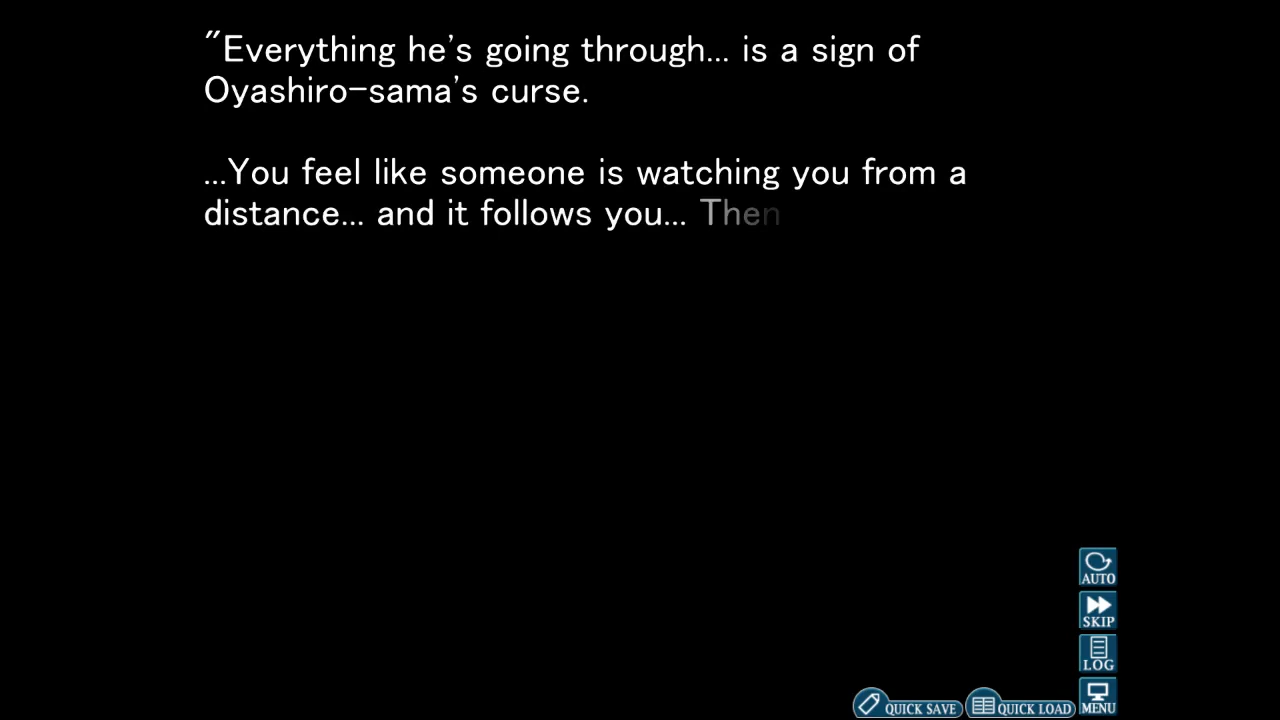 "Everything he's going through... is a sign of
Oyashiro-sama's curse.
...You feel like someone is watching you from a
distance... and it follows you... Then
AUTO
SKIP
LOG
QUICK SAVE
QUICK LOAD
MENU